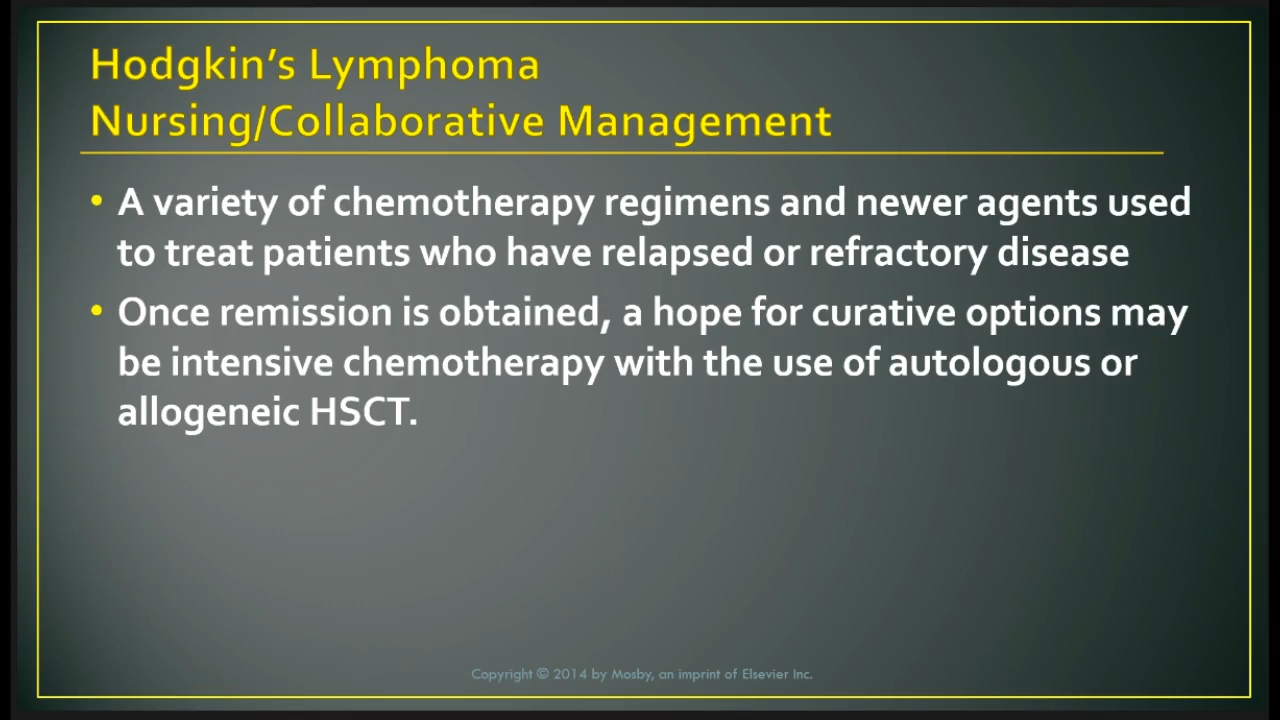 Hodgkin’s Lymphoma
Nursing/Collaborative Management
• A variety of chemotherapy regimens and newer agents used
to treat patients who have relapsed or refractory disease
• Once remission is obtained, a hope for curative options may
be intensive chemotherapy with the use of autologous or
allogeneic HSCT.
Copyright © 2014 by Mosby, an imprint of Elsevier Inc.